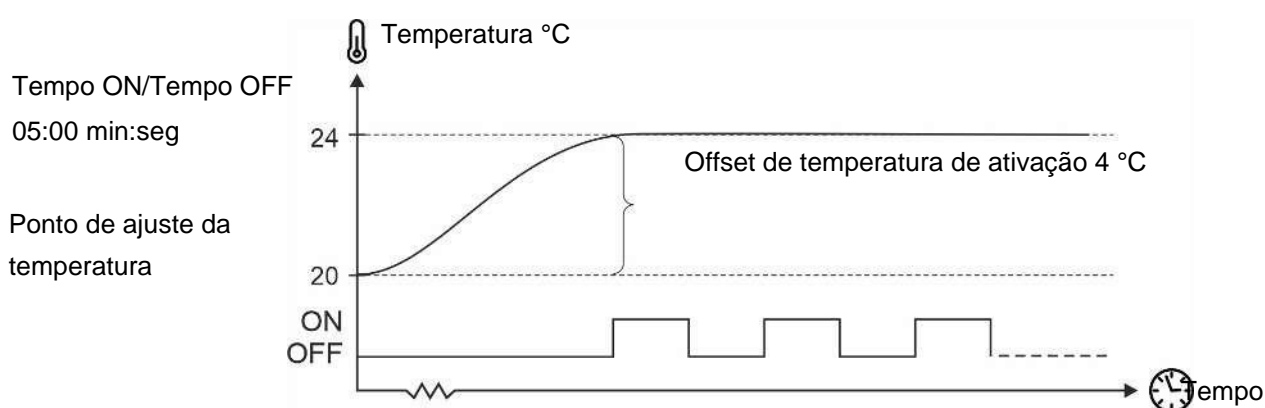 Temperatura °C
Tempo ON/Tempo OFF
05:00 min:seg
24
Offset de temperatura de ativação 4 °C
Ponto de ajuste da
temperatura
20
ON
OFF
Tempo